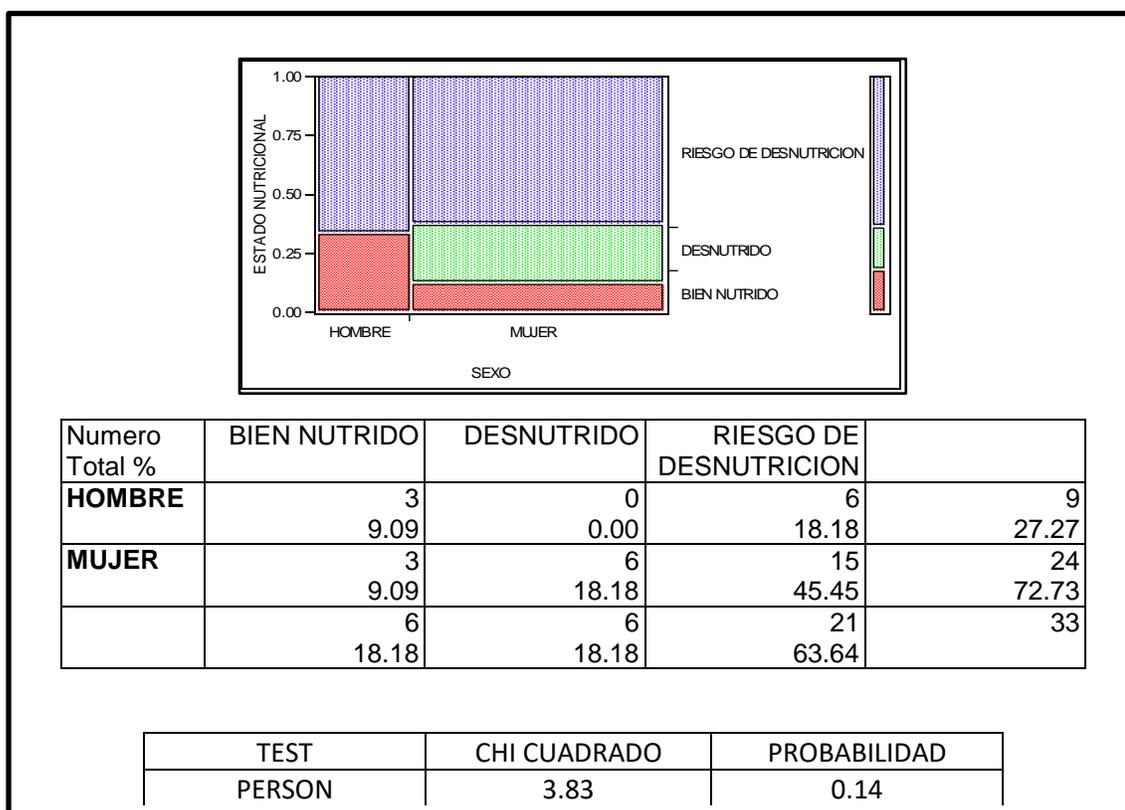 1.00
0.75
0.50
0.25
0.00
ESTADO NUTRICIONAL
RIESGO DE DESNUTRICION
DESNUTRIDO
BIEN NUTRIDO
HOMBRE MUJER
SEXO
Numero BIEN NUTRIDO DESNUTRIDO RIESGO DE
Total % DESNUTRICION
HOMBRE 3 0 6 9
9.09 0.00 18.18 27.27
MUJER 3 6 15 24
9.09 18.18 45.45 72.73
6 6 21 33
18.18 18.18 63.64
TEST CHI CUADRADO PROBABILIDAD
PERSON 3.83 0.14